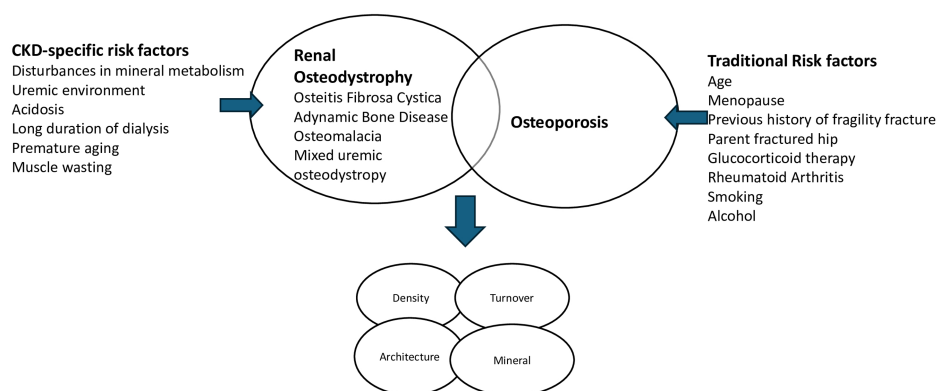 CKD-specific risk factors
Disturbances in mineral metabolism
Uremic environment
Acidosis
Long duration of dialysis
Premature aging
Muscle wasting
Renal
Osteodystrophy
Osteitis Fibrosa Cystica
Adynamic Bone Disease
Osteomalacia
Mixed uremic
osteodystropy
Osteoporosis
Traditional Risk factors
Age
Menopause
Previous history of fragility fracture
Parent fractured hip
Glucocorticoid therapy
Rheumatoid Arthritis
Smoking
Alcohol
Density
Turnover
Architecture
Mineral